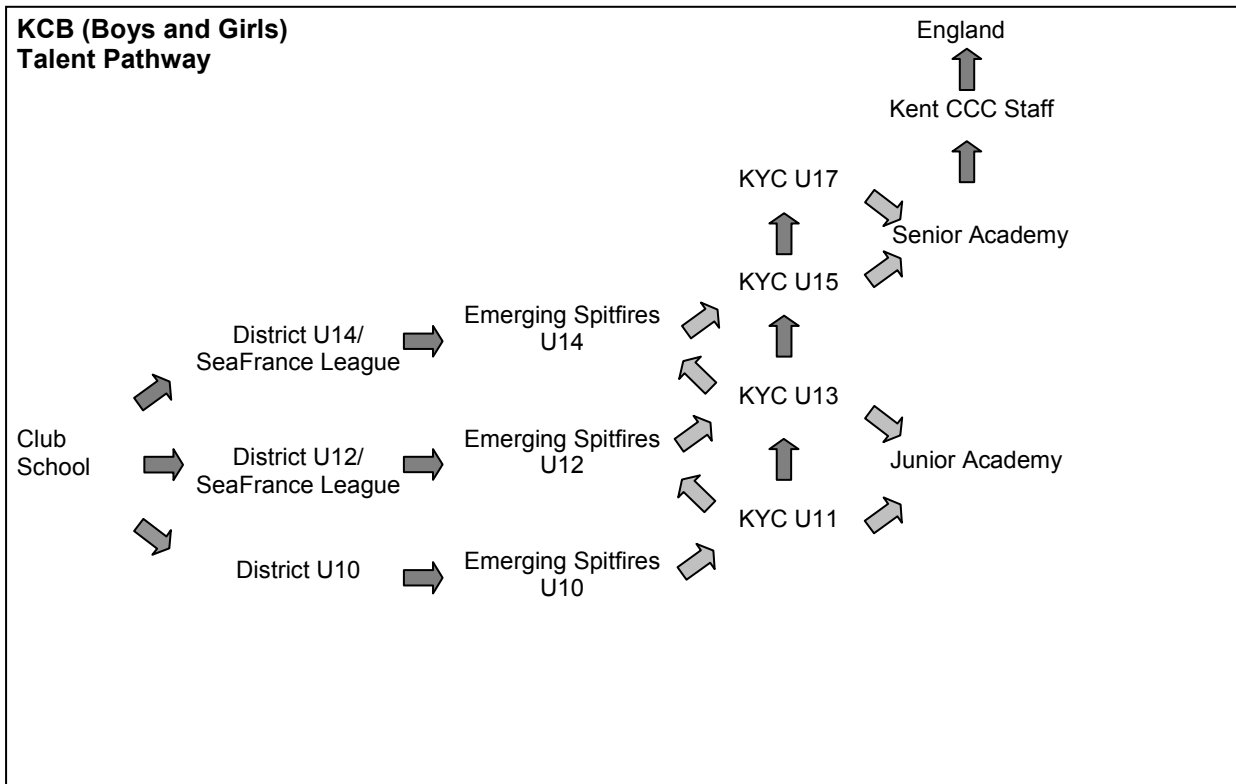 KCB (Boys and Girls)
Talent Pathway
England
Kent CCC Staff
KYC U17
Senior Academy
KYC U15
District U14/
SeaFrance League
Emerging Spitfires
U14
KYC U13
Club
School
District U12/
SeaFrance League
Emerging Spitfires
U12
Junior Academy
KYC U11
District U10
Emerging Spitfires
U10